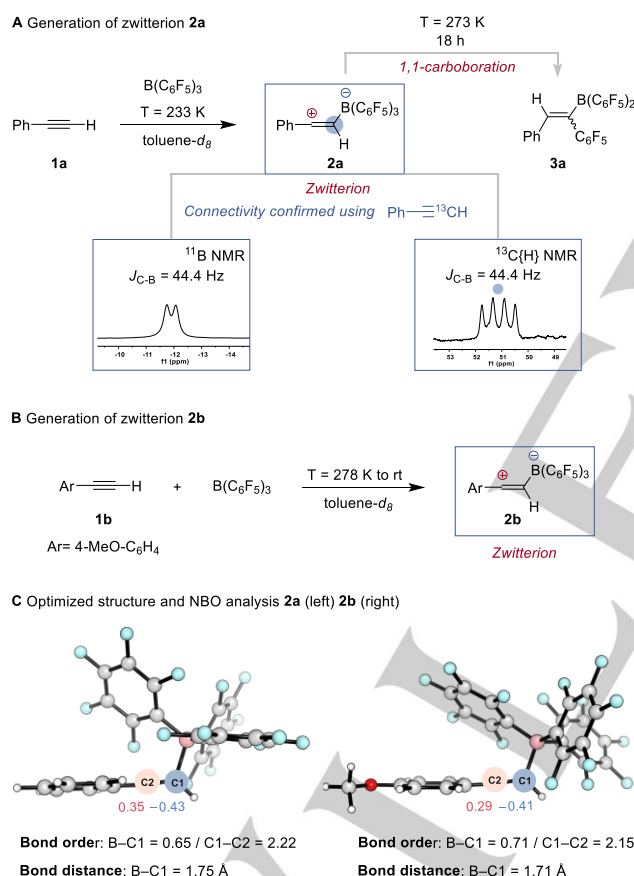 A Generation of zwitterion 2a
T = 273 K
18 h
1,1-carboboration
B(C6F5)3
T = 233 K
toluene-d8
Ph
H
1a
Ph
⊕
⊖
B(C6F5)3
H
2a
Zwitterion
H
B(C6F5)2
Ph
C6F5
3a
Connectivity confirmed using Ph 13CH
11B NMR
JC-B = 44.4 Hz
-10 -11 -12 -13 -14
f1 (ppm)
13C{H} NMR
JC-B = 44.4 Hz
53 52 51 50 49
f1 (ppm)
B Generation of zwitterion 2b
Ar
H
+
B(C6F5)3
T = 278 K to rt
toluene-d8
1b
Ar= 4-MeO-C6H4
⊖
B(C6F5)3
⊕
Ar
H
2b
Zwitterion
C Optimized structure and NBO analysis 2a (left) 2b (right)
C2 C1
0.35 −0.43
C2 C1
0.29 −0.41
Bond order: B–C1 = 0.65 / C1–C2 = 2.22
Bond order: B–C1 = 0.71 / C1–C2 = 2.15
Bond distance: B–C1 = 1.75 Å
Bond distance: B–C1 = 1.71 Å